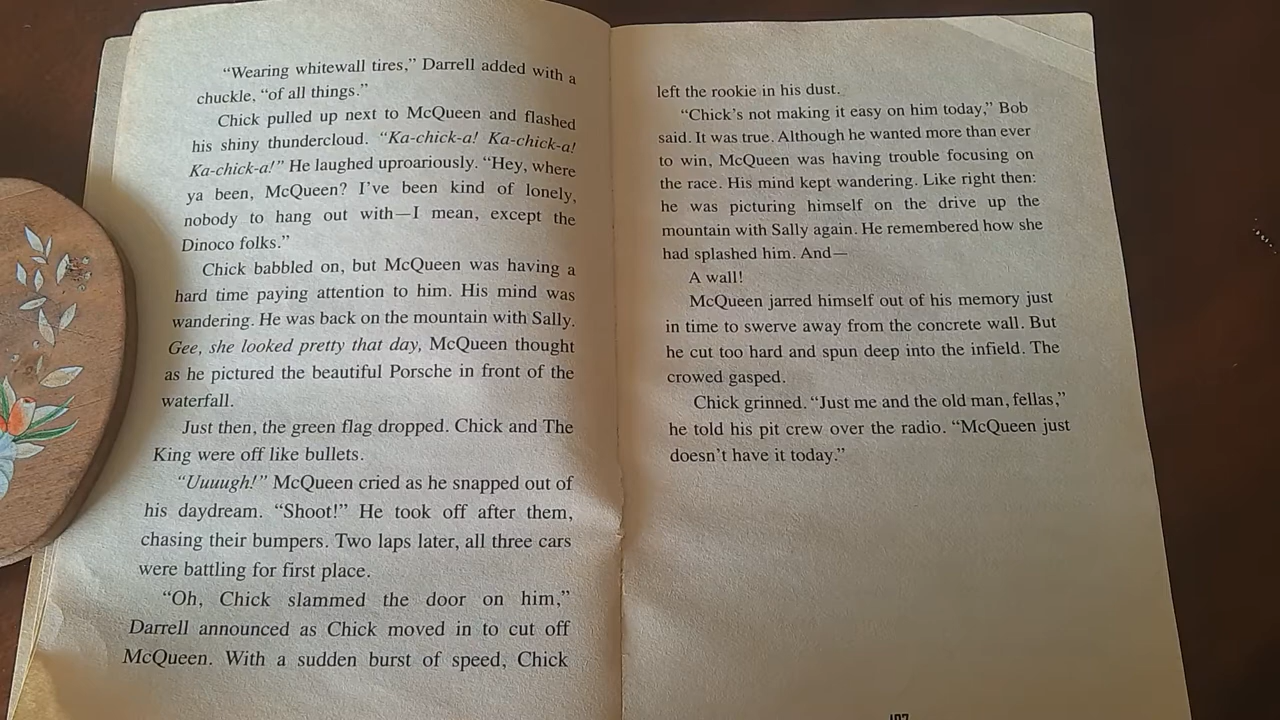 “Wearing whitewall tires,” Darrell added with a
chuckle, “of all things.”
Chick pulled up next to McQueen and flashed
his shiny thundercloud. “Ka-chick-a! Ka-chick-a!
Ka-chick-a!” He laughed uproariously. “Hey, where
ya been, McQueen? I’ve been kind of lonely,
nobody to hang out with—I mean, except the
Dinoco folks.”
Chick babbled on, but McQueen was having a
hard time paying attention to him. His mind was
wandering. He was back on the mountain with Sally.
Gee, she looked pretty that day, McQueen thought
as he pictured the beautiful Porsche in front of the
waterfall.
Just then, the green flag dropped. Chick and The
King were off like bullets.
“Uuuugh!” McQueen cried as he snapped out of
his daydream. “Shoot!” He took off after them,
chasing their bumpers. Two laps later, all three cars
were battling for first place.
“Oh, Chick slammed the door on him,”
Darrell announced as Chick moved in to cut off
McQueen. With a sudden burst of speed, Chick
left the rookie in his dust.
“Chick’s not making it easy on him today,” Bob
said. It was true. Although he wanted more than ever
to win, McQueen was having trouble focusing on
the race. His mind kept wandering. Like right then:
he was picturing himself on the drive up the
mountain with Sally again. He remembered how she
had splashed him. And—
A wall!
McQueen jarred himself out of his memory just
in time to swerve away from the concrete wall. But
he cut too hard and spun deep into the infield. The
crowed gasped.
Chick grinned. “Just me and the old man, fellas,”
he told his pit crew over the radio. “McQueen just
doesn’t have it today.”